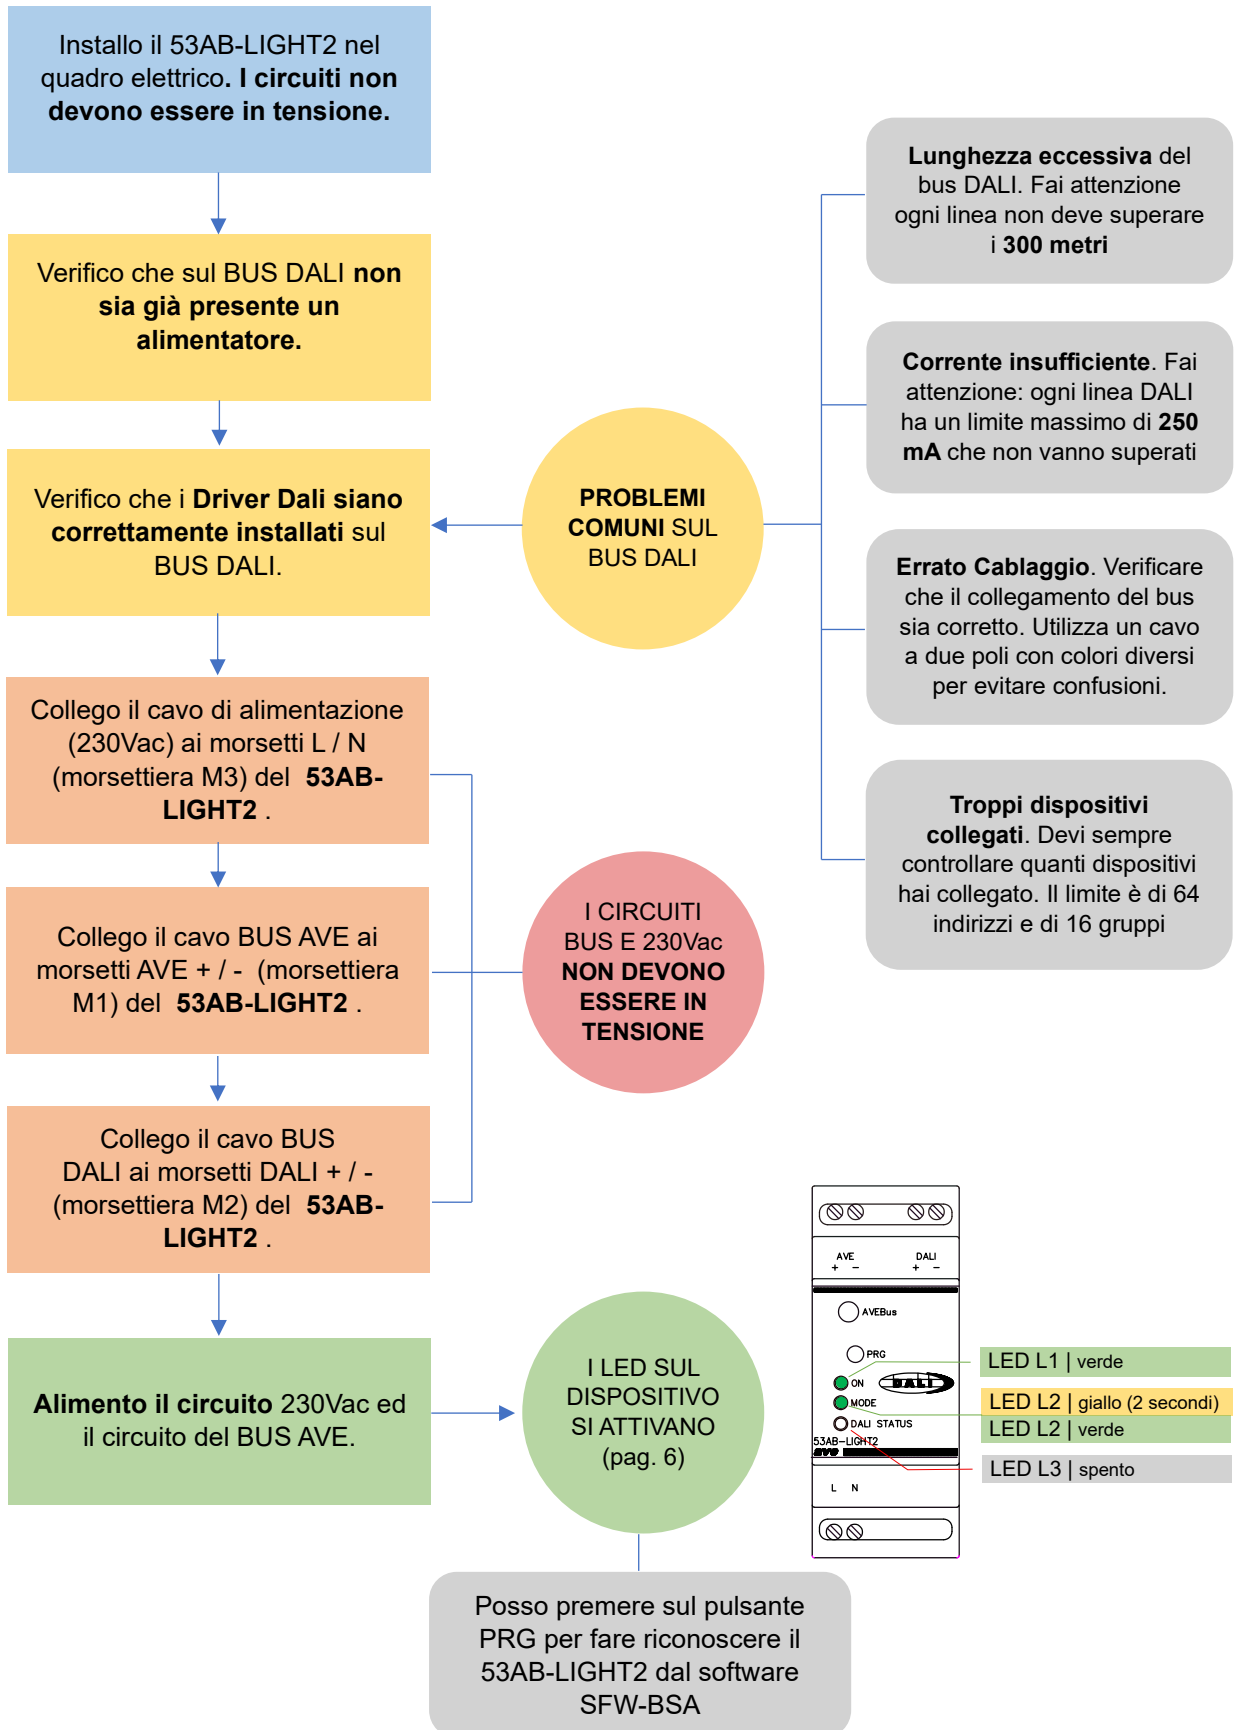 Installo il 53AB-LIGHT2 nel
quadro elettrico. I circuiti non
devono essere in tensione.
Verifico che sul BUS DALI non
sia già presente un
alimentatore.
Verifico che i Driver Dali siano
correttamente installati sul
BUS DALI.
PROBLEMI
COMUNI SUL
BUS DALI
Lunghezza eccessiva del
bus DALI. Fai attenzione
ogni linea non deve superare
i 300 metri
Corrente insufficiente. Fai
attenzione: ogni linea DALI
ha un limite massimo di 250
mA che non vanno superati
Errato Cablaggio. Verificare
che il collegamento del bus
sia corretto. Utilizza un cavo
a due poli con colori diversi
per evitare confusioni.
Troppi dispositivi
collegati. Devi sempre
controllare quanti dispositivi
hai collegato. Il limite è di 64
indirizzi e di 16 gruppi
Collego il cavo di alimentazione
(230Vac) ai morsetti L / N
(morsettiera M3) del 53AB-
LIGHT2 .
Collego il cavo BUS AVE ai
morsetti AVE + / - (morsettiera
M1) del 53AB-LIGHT2 .
Collego il cavo BUS
DALI ai morsetti DALI + / -
(morsettiera M2) del 53AB-
LIGHT2 .
I CIRCUITI
BUS E 230Vac
NON DEVONO
ESSERE IN
TENSIONE
Alimento il circuito 230Vac ed
il circuito del BUS AVE.
I LED SUL
DISPOSITIVO
SI ATTIVANO
(pag. 6)
Posso premere sul pulsante
PRG per fare riconoscere il
53AB-LIGHT2 dal software
SFW-BSA
AVE DALI
+ - + -
AVEBus
PRG
ON DALI
MODE
DALI STATUS
53AB-LIGHT2
AVE
L N
LED L1 | verde
LED L2 | giallo (2 secondi)
LED L2 | verde
LED L3 | spento